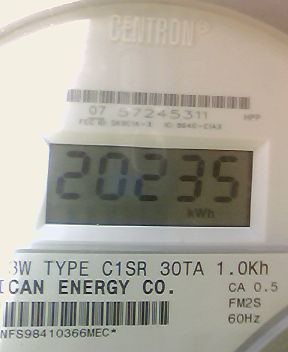 CENTRON®
07 57245311 HPP
20235
kWh
3W TYPE C1SR 30TA 1.0Kh
ICAN ENERGY CO. CA 0.5
FM2S
NFS98410366MEC* 60Hz